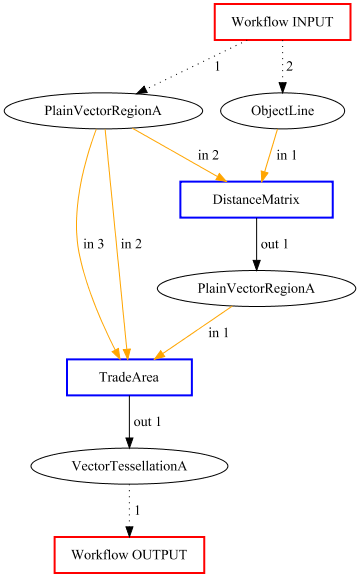 Workflow INPUT
1
2
PlainVectorRegionA
ObjectLine
in 2
in 1
DistanceMatrix
in 3
in 2
out 1
PlainVectorRegionA
in 1
TradeArea
out 1
VectorTessellationA
1
Workflow OUTPUT